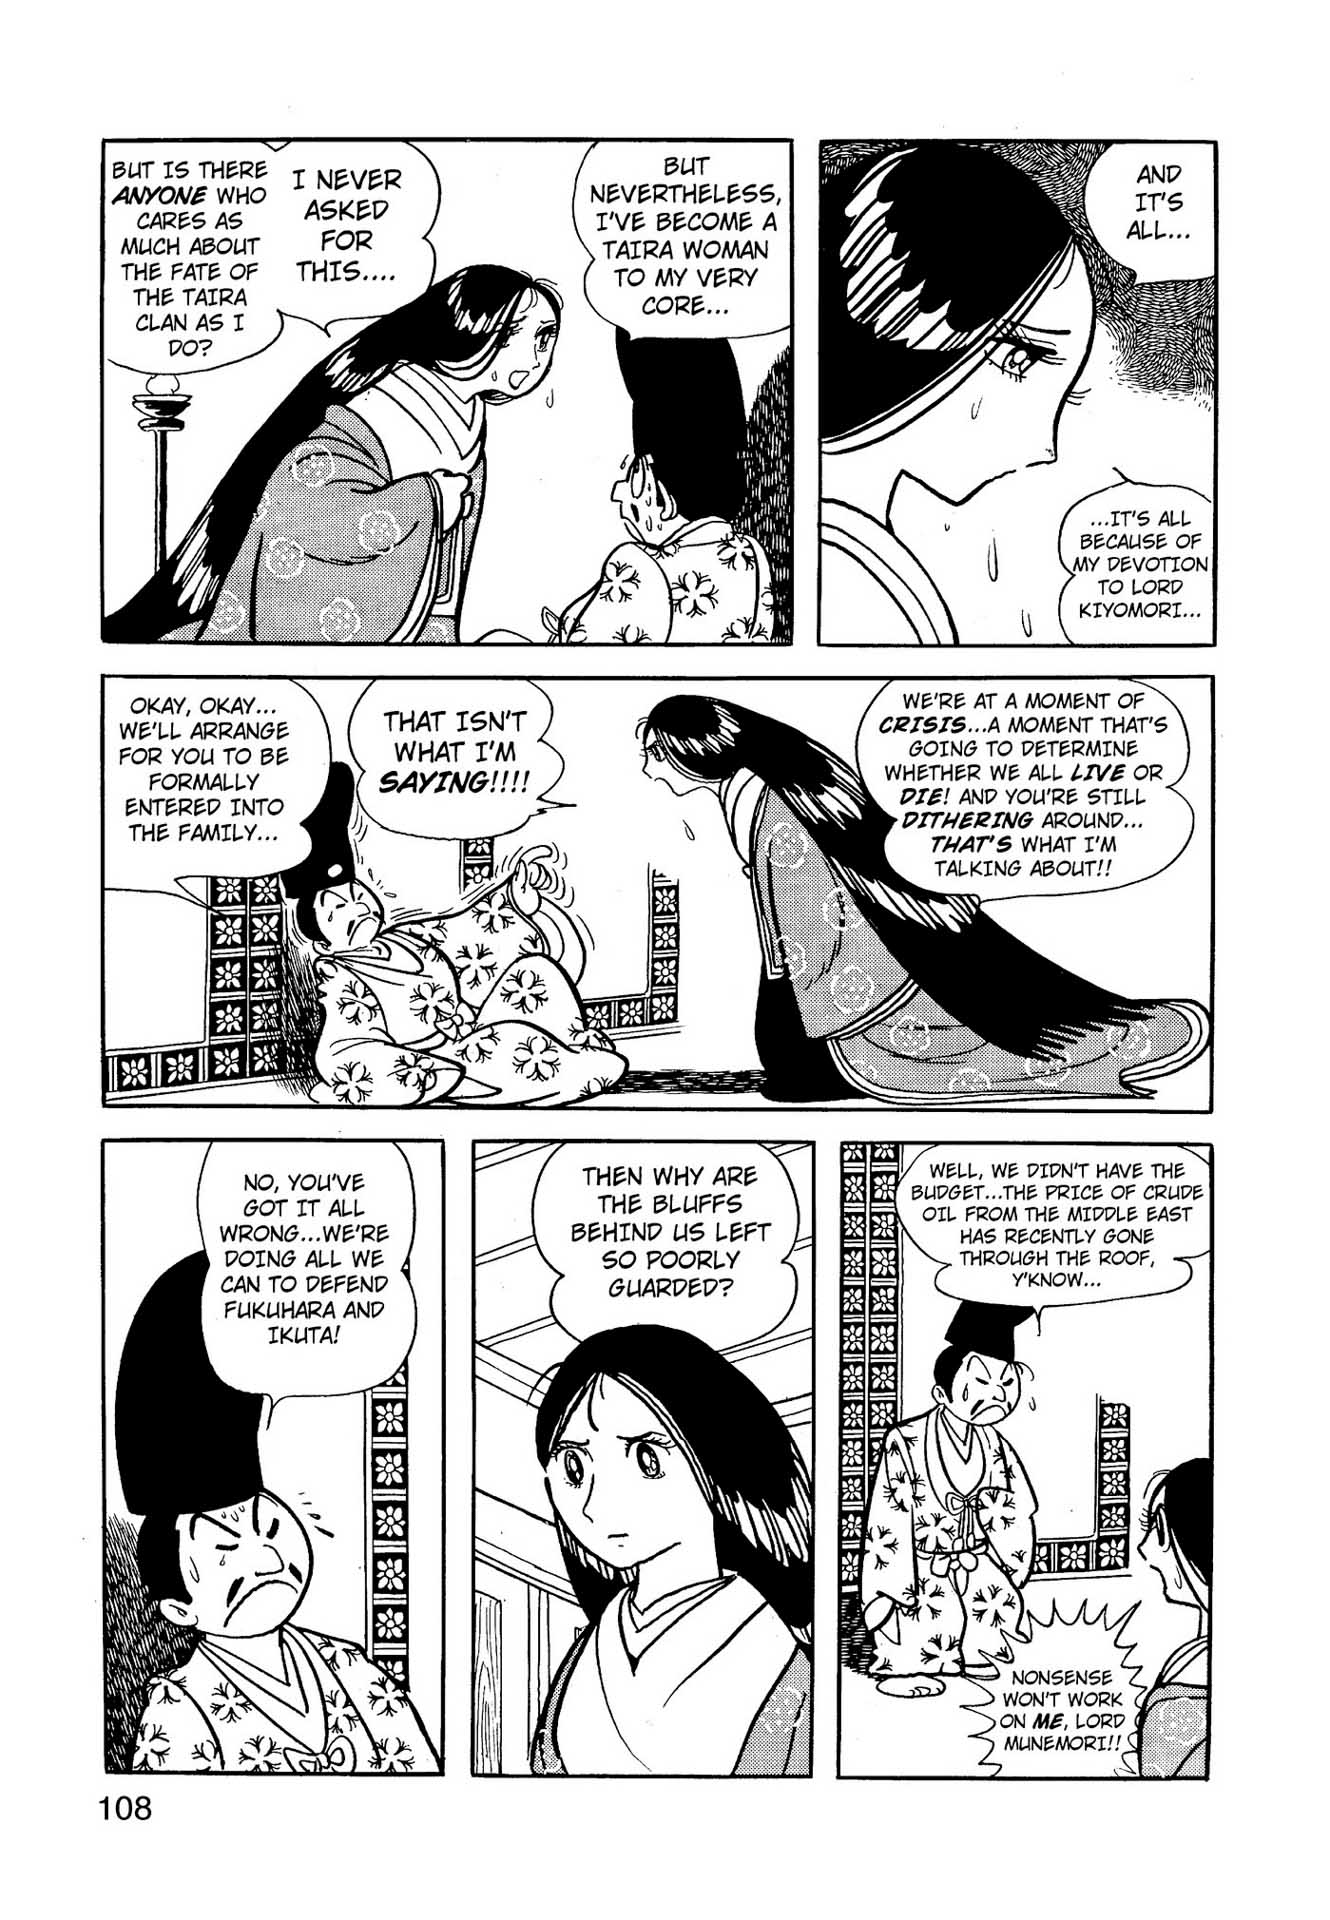 BUT IS THERE
ANYONE WHO
CARES AS
MUCH ABOUT
THE FATE OF
THE TAIRA
CLAN AS I
DO?
I NEVER
ASKED
FOR
THIS....
BUT
NEVERTHELESS,
I'VE BECOME A
TAIRA WOMAN
TO MY VERY
CORE...
AND
IT'S
ALL...
...IT'S ALL
BECAUSE OF
MY DEVOTION
TO LORD
KIYOMORI...
OKAY, OKAY...
WE'LL ARRANGE
FOR YOU TO BE
FORMALLY
ENTERED INTO
THE FAMILY...
THAT ISN'T
WHAT I'M
SAYING!!!!
WE'RE AT A MOMENT OF
CRISIS...A MOMENT THAT'S
GOING TO DETERMINE
WHETHER WE ALL LIVE OR
DIE! AND YOU'RE STILL
DITHERING AROUND...
THAT'S WHAT I'M
TALKING ABOUT!!
NO, YOU'VE
GOT IT ALL
WRONG...WE'RE
DOING ALL WE
CAN TO DEFEND
FUKUHARA AND
IKUTA!
THEN WHY ARE
THE BLUFFS
BEHIND US LEFT
SO POORLY
GUARDED?
WELL, WE DIDN'T HAVE THE
BUDGET...THE PRICE OF CRUDE
OIL FROM THE MIDDLE EAST
HAS RECENTLY GONE
THROUGH THE ROOF,
Y'KNOW...
NONSENSE
WON'T WORK
ON ME, LORD
MUNEMORI!!
108